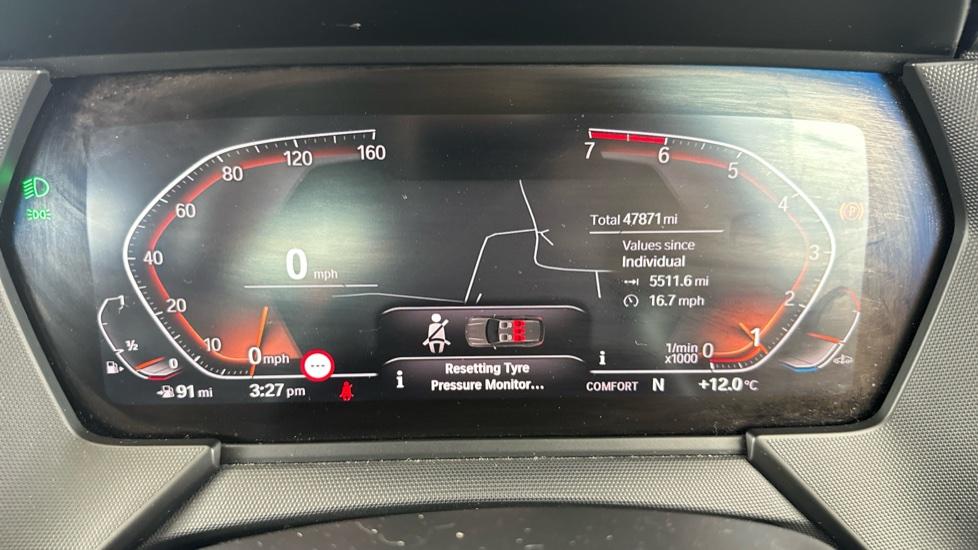 160
120
80
60
40
20
10
0 mph
0 mph
7
6
5
4
3
2
1
0
1/min
x1000
Total 47871 mi
Values since
Individual
5511.6 mi
16.7 mph
1
½
0
91 mi
3:27 pm
Resetting Tyre
Pressure Monitor...
i
i
COMFORT N +12.0 °C
(P)